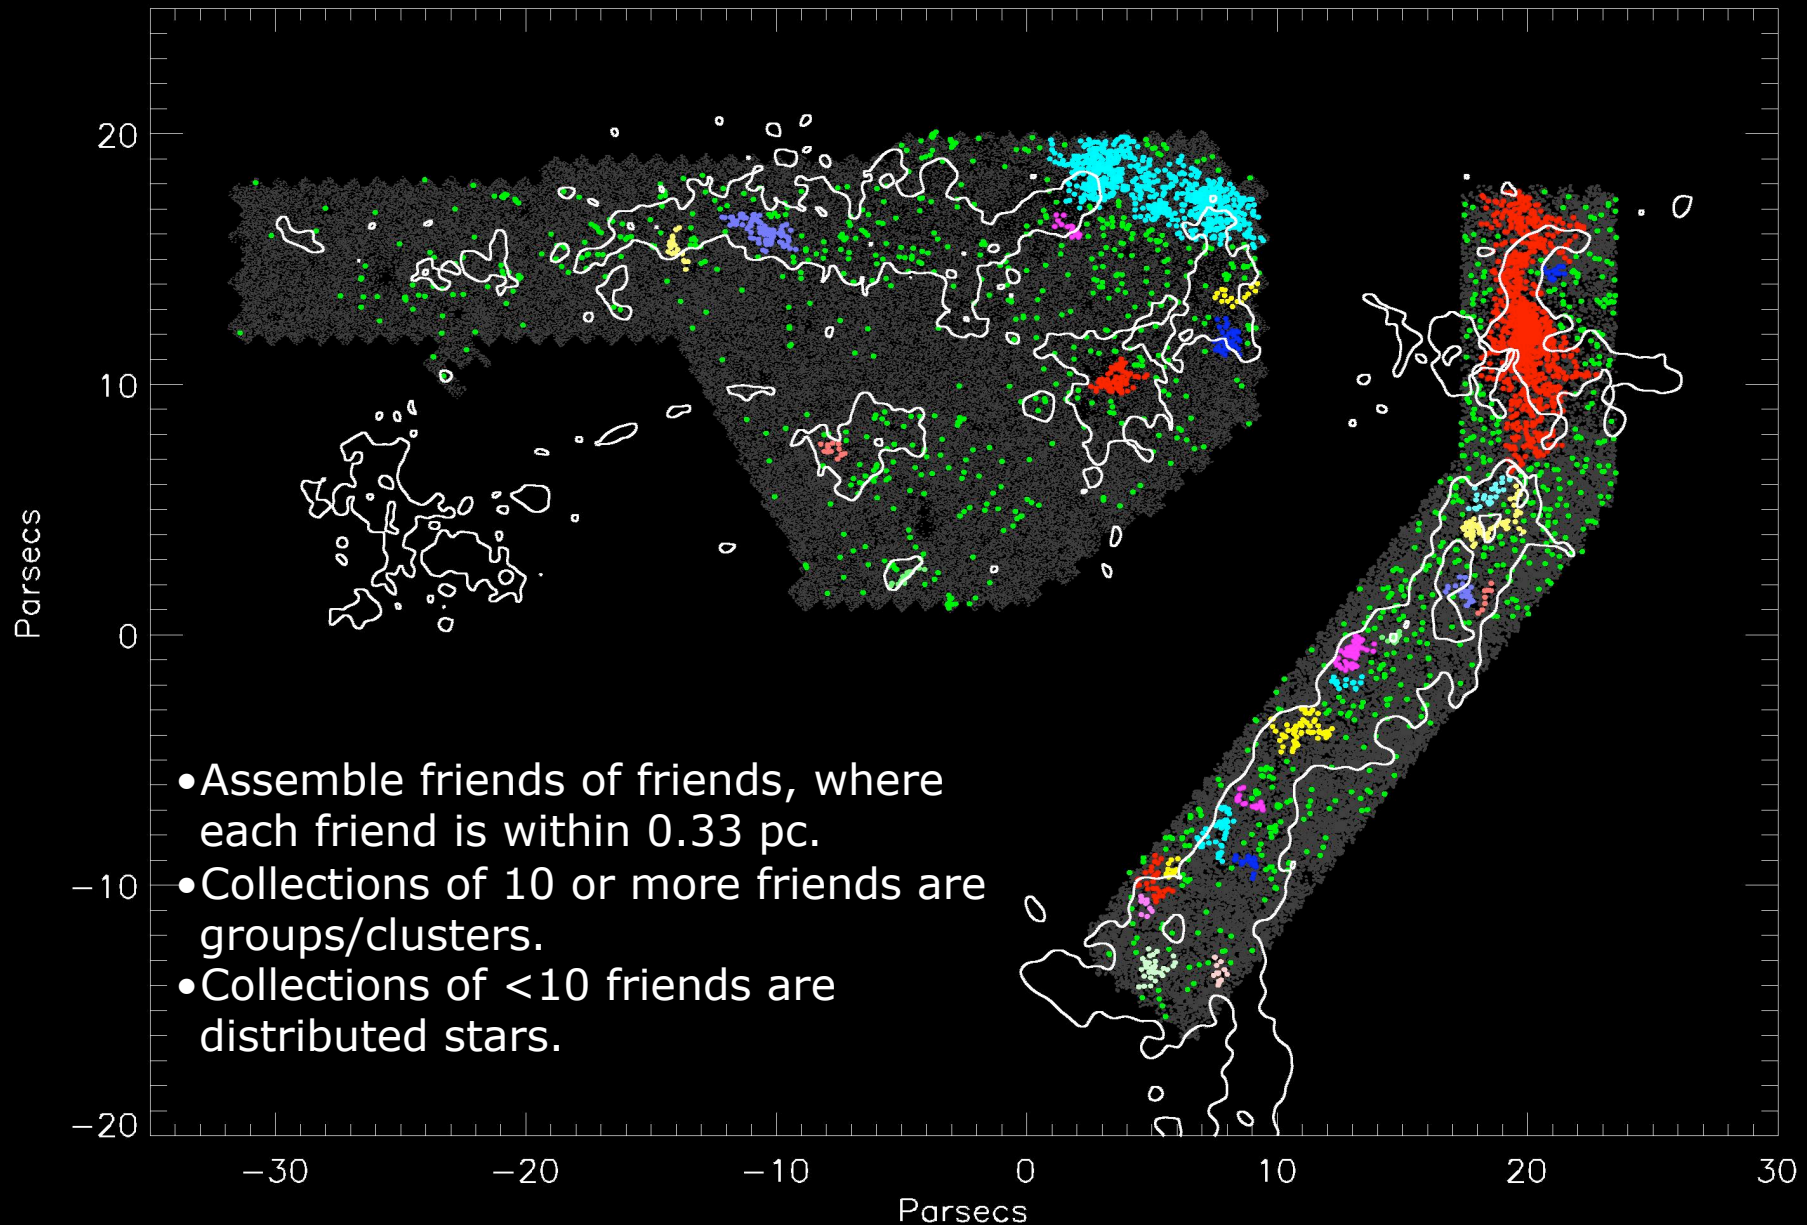 20
10
0
−10
−20
Parsecs
•Assemble friends of friends, where
each friend is within 0.33 pc.
•Collections of 10 or more friends are
groups/clusters.
•Collections of <10 friends are
distributed stars.
−30 −20 −10 0 10 20 30
Parsecs